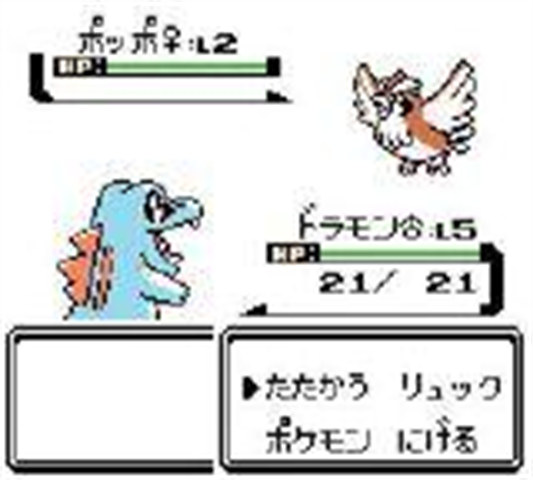 ポッポ♀:L2
HP:
ドラモン♂:L5
HP:
21/ 21
▶たたかう リュック
ポケモン にげる